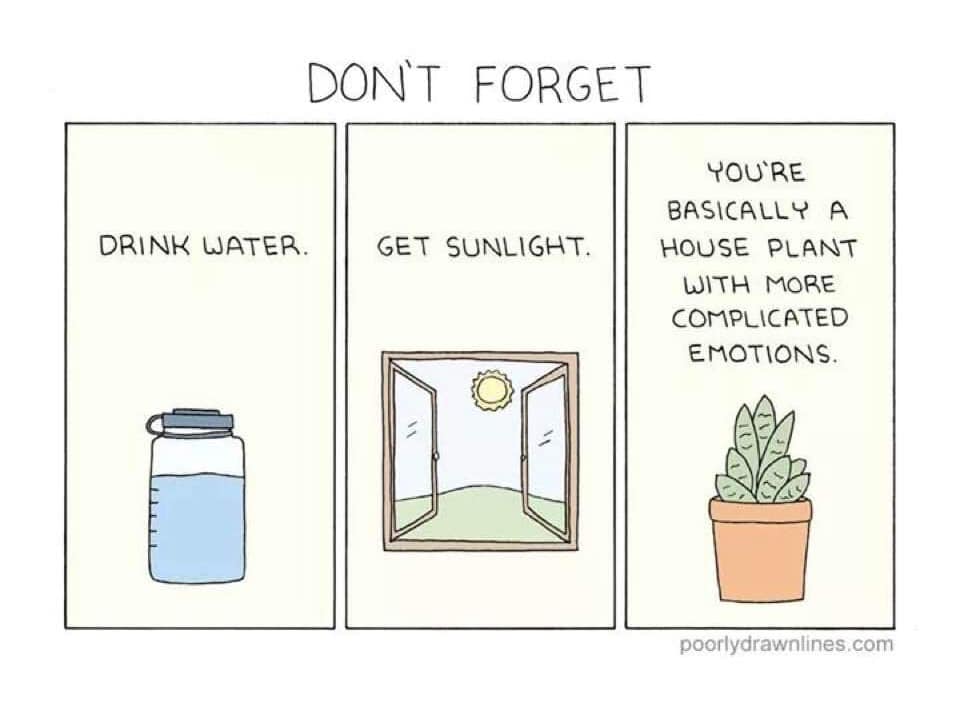 DON'T FORGET
DRINK WATER.
GET SUNLIGHT.
YOU'RE
BASICALLY A
HOUSE PLANT
WITH MORE
COMPLICATED
EMOTIONS.
poorlydrawnlines.com